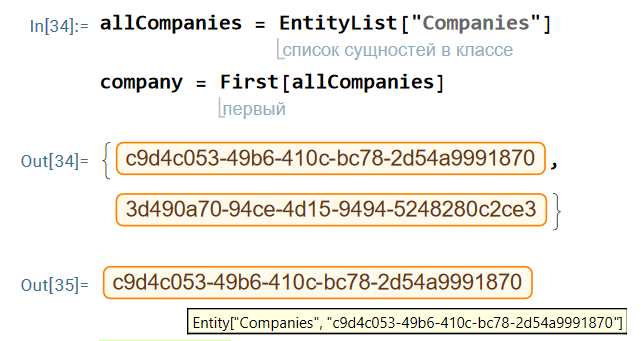 In[34]:= allCompanies = EntityList["Companies"]
список сущностей в классе
company = First[allCompanies]
первый
Out[34]= { c9d4c053-49b6-410c-bc78-2d54a9991870 ,
3d490a70-94ce-4d15-9494-5248280c2ce3 }
Out[35]= c9d4c053-49b6-410c-bc78-2d54a9991870
Entity["Companies", "c9d4c053-49b6-410c-bc78-2d54a9991870"]